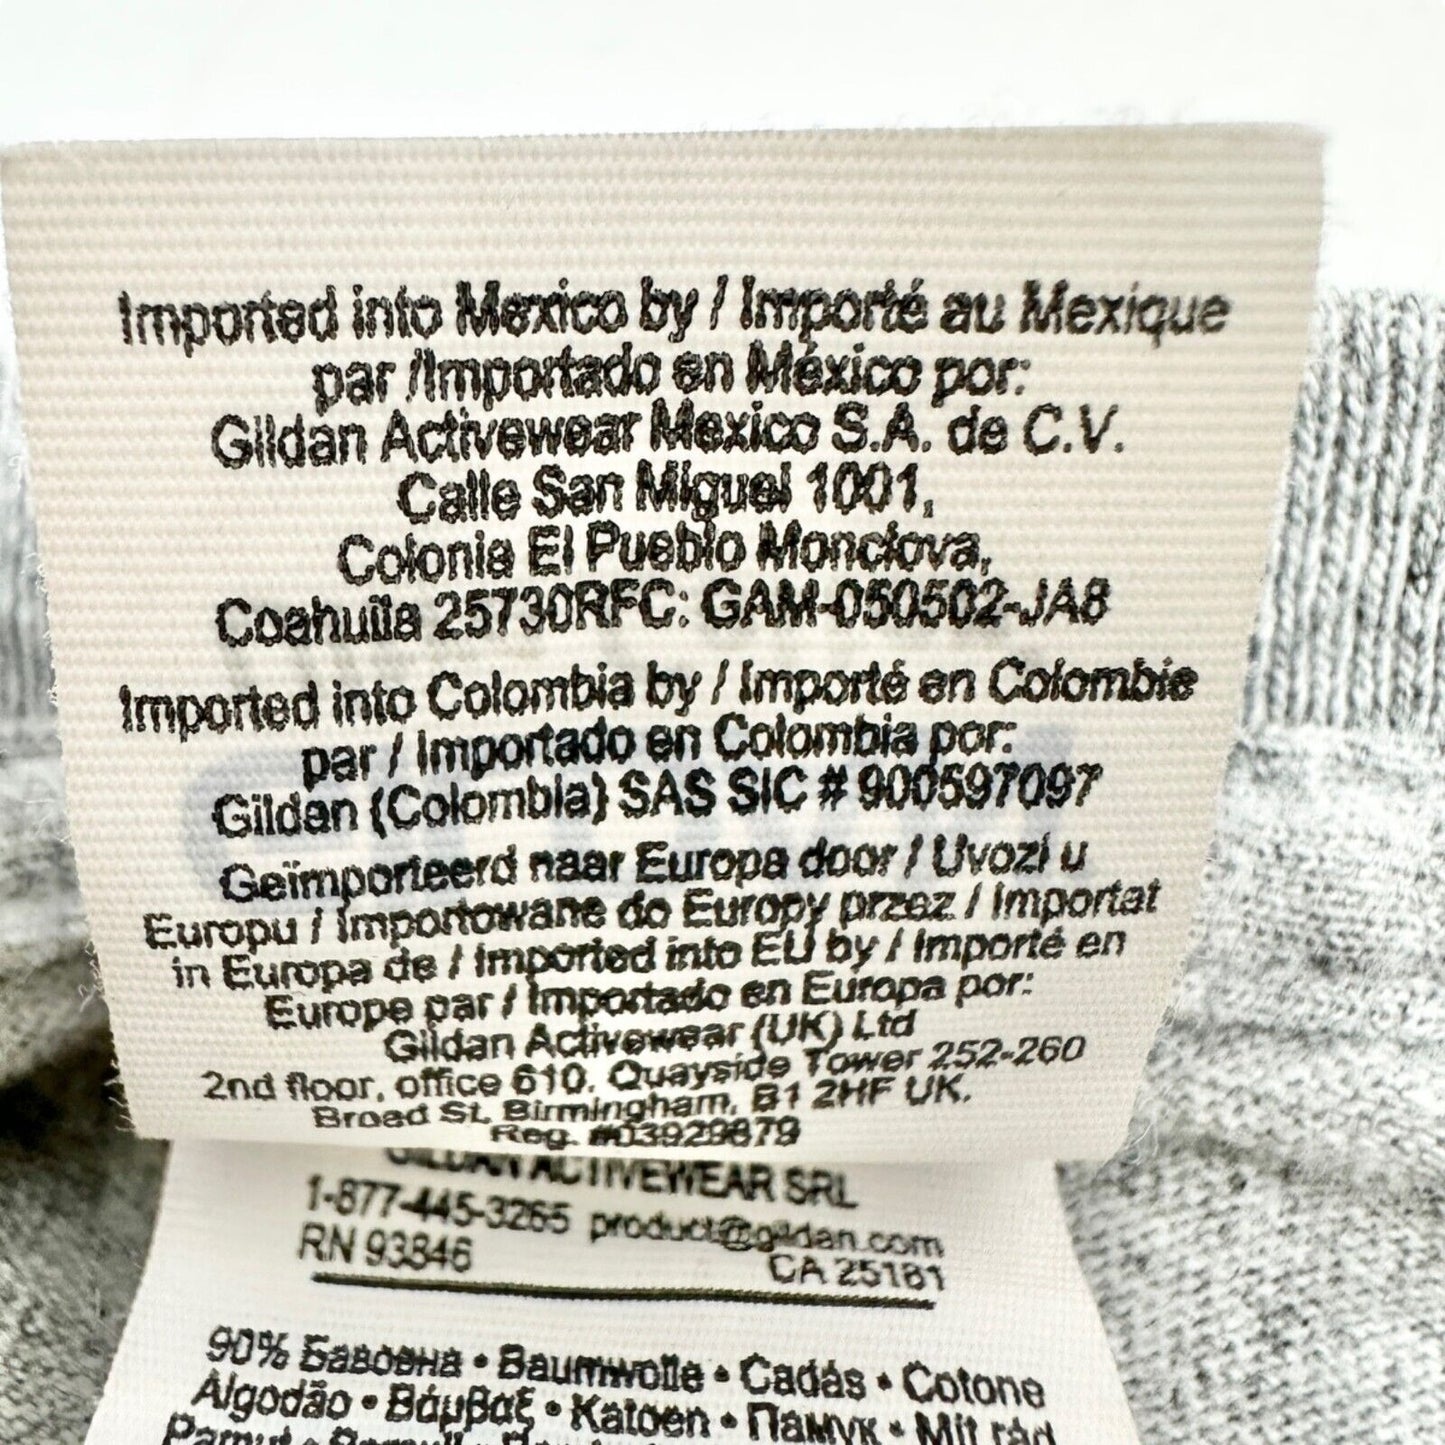 Imported into Mexico by / Importé au Mexique
par /Importado en México por:
Gildan Activewear Mexico S.A. de C.V.
Calle San Miguel 1001,
Colonia El Pueblo Monclova,
Coahuila 25730RFC: GAM-050502-JA8
Imported into Colombia by / Importé en Colombie
par / Importado en Colombia por:
Gildan (Colombia) SAS SIC # 900597097
Geïmporteerd naar Europa door / Uvozi u
Europu / Importowane do Europy przez / Importat
in Europa de / Imported into EU by / Importé en
Europe par / Importado en Europa por:
Gildan Activewear (UK) Ltd
2nd floor, office 610, Quayside Tower 252-260
Broad St, Birmingham, B1 2HF UK.
Reg. #03929879
GILDAN ACTIVEWEAR SRL
1-877-445-3265 product@gildan.com
RN 93846 CA 25181
90% Бавовна • Baumwolle • Cadás • Cotone
Algodão • Βάμβαξ • Katoen • Памук •